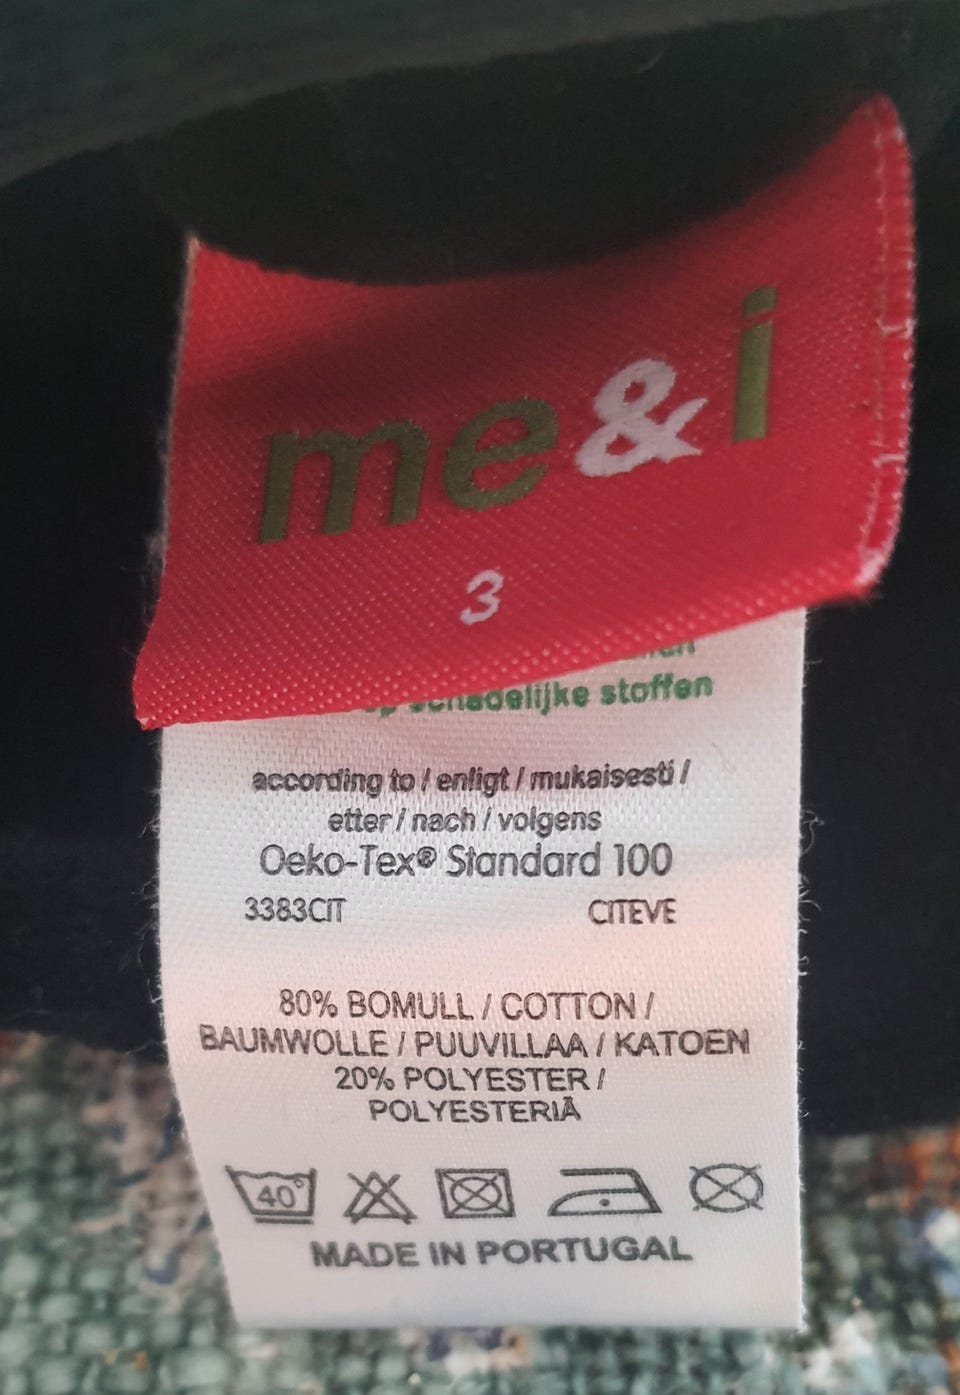 me&i
3
schadelijke stoffen
according to / enligt / mukaisesti /
etter / nach / volgens
Oeko-Tex® Standard 100
3383CIT CITEVE
80% BOMULL / COTTON /
BAUMWOLLE / PUUVILLAA / KATOEN
20% POLYESTER /
POLYESTERIÄ
40°
MADE IN PORTUGAL